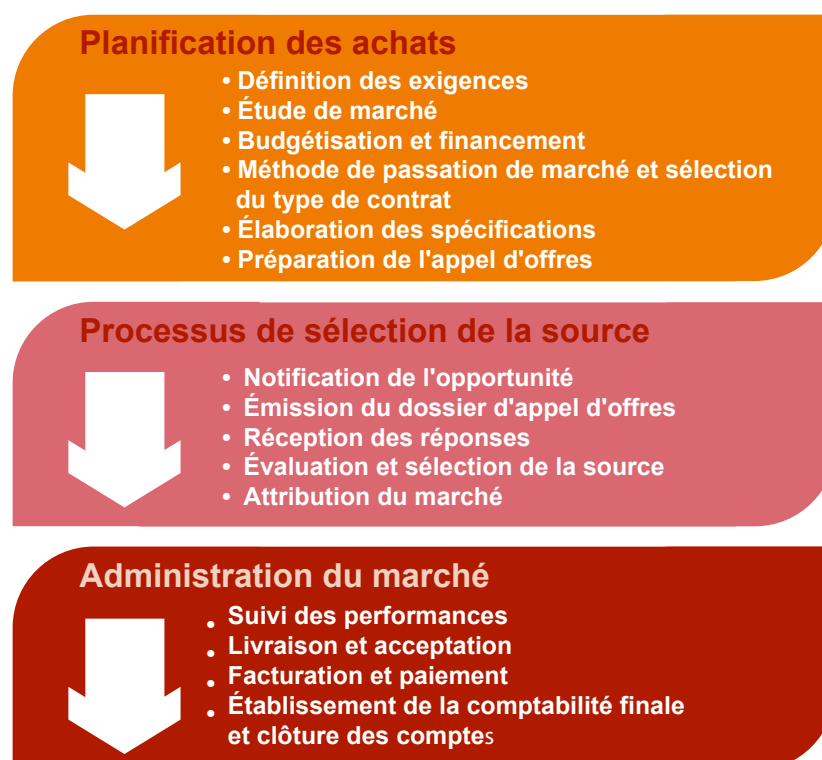 Planification des achats
• Définition des exigences
• Étude de marché
• Budgétisation et financement
• Méthode de passation de marché et sélection
du type de contrat
• Élaboration des spécifications
• Préparation de l'appel d'offres
Processus de sélection de la source
• Notification de l'opportunité
• Émission du dossier d'appel d'offres
• Réception des réponses
• Évaluation et sélection de la source
• Attribution du marché
Administration du marché
• Suivi des performances
• Livraison et acceptation
• Facturation et paiement
• Établissement de la comptabilité finale
et clôture des comptes